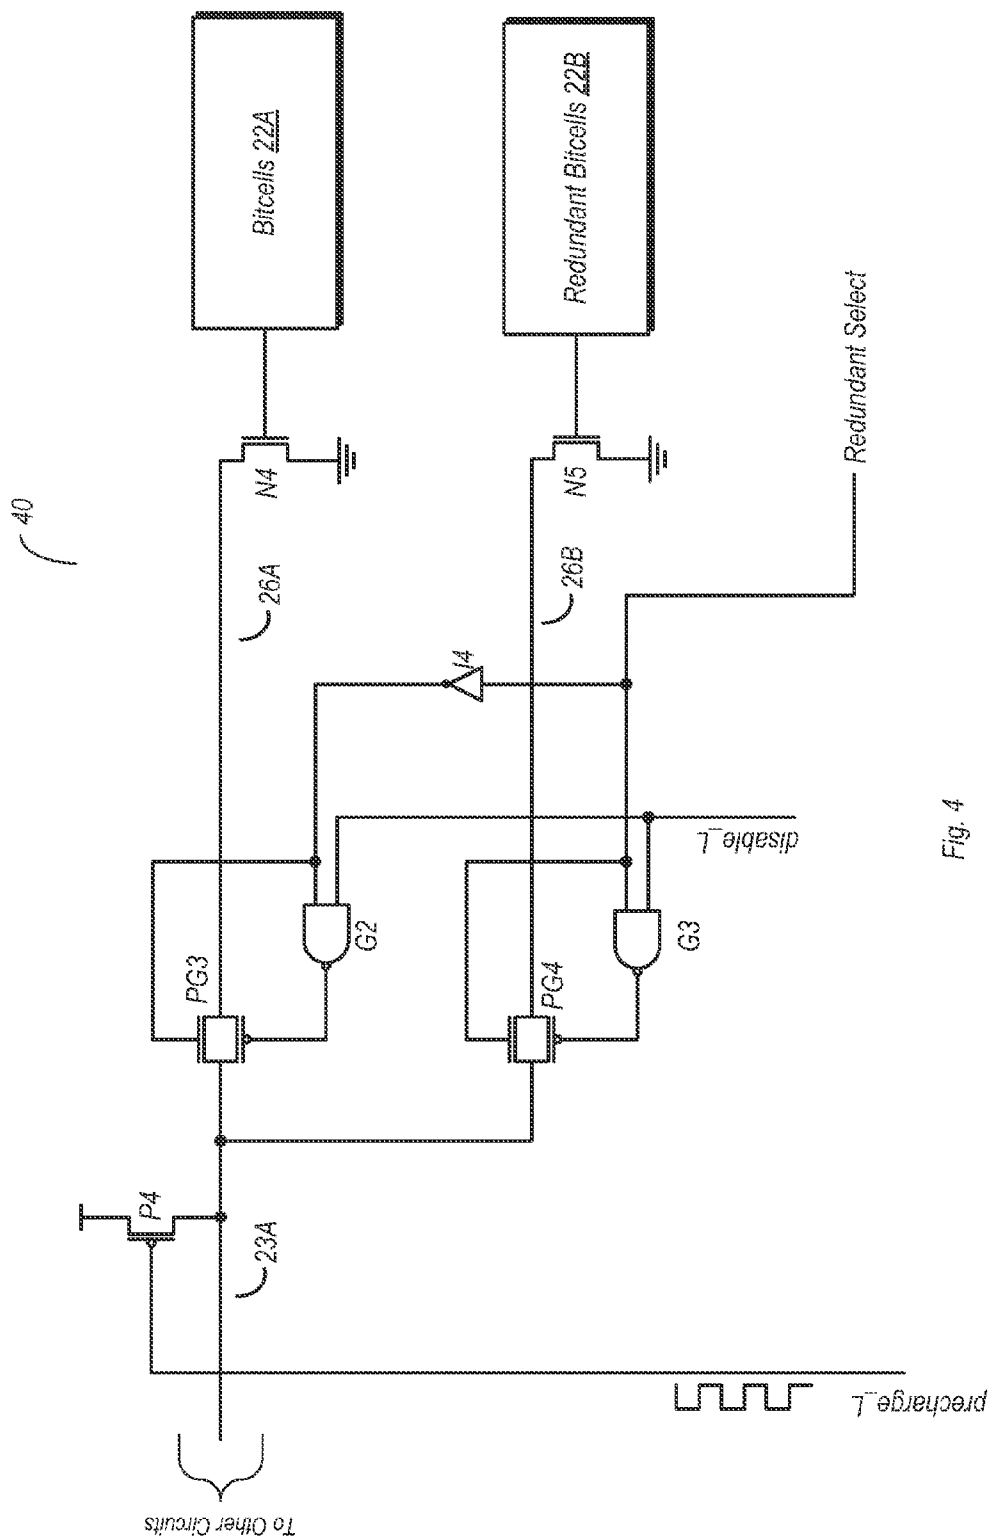 40
Bitcells 22A
Redundant Bitcells 22B
N4
N5
Redundant Select
26A
26B
I4
disable_L
G2
G3
PG3
PG4
P4
23A
precharge_L
To Other Circuits
Fig. 4